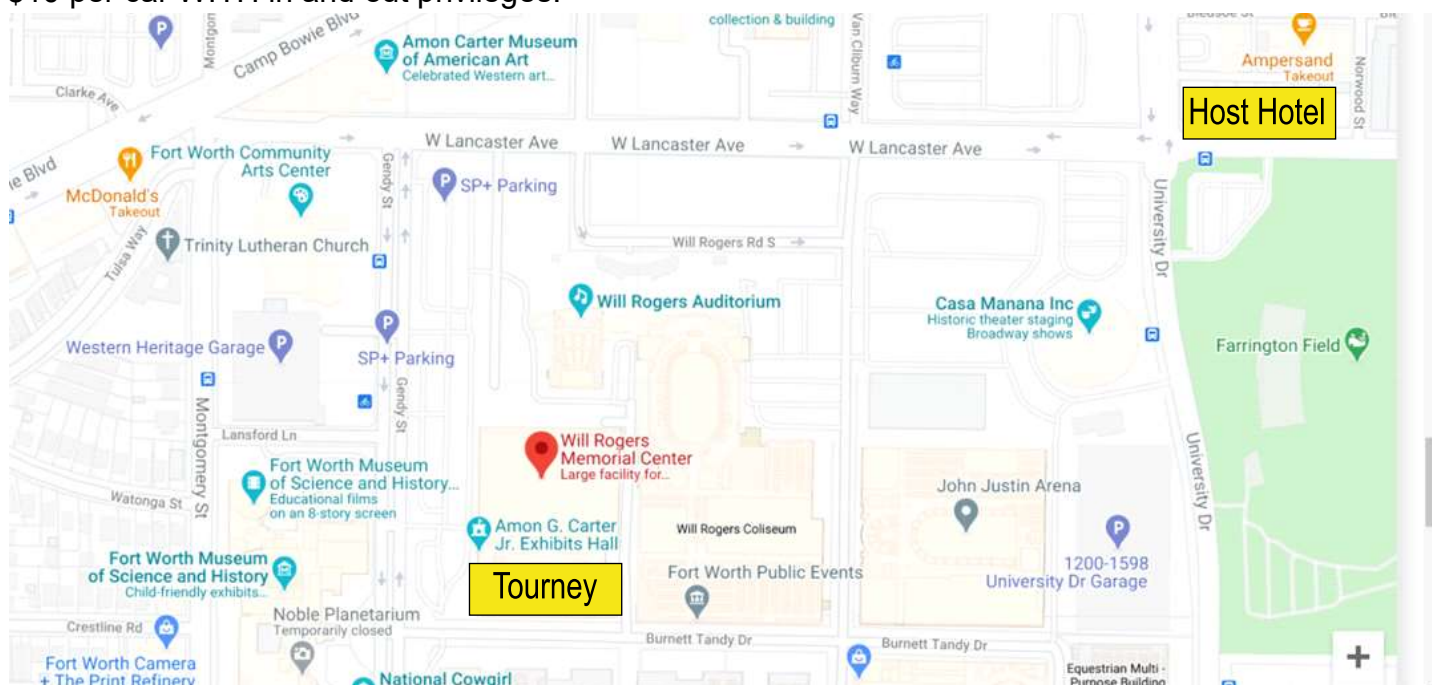 collection & building
Bledsoe St
Montgom
Camp Bowie Blvd
Amon Carter Museum
of American Art
Celebrated Western art...
Van Cliburn Way
Ampersand
Takeout
Norwood St
Clarke Ave
Host Hotel
W Lancaster Ave
W Lancaster Ave
W Lancaster Ave
Fort Worth Community
Arts Center
Gendy St
SP+ Parking
McDonald's
Takeout
Tulsa Way
Trinity Lutheran Church
University Dr
Will Rogers Rd S
Will Rogers Auditorium
Casa Manana Inc
Historic theater staging
Broadway shows
Western Heritage Garage
SP+ Parking
Farrington Field
Gendy St
Montgomery St
Lansford Ln
Will Rogers
Memorial Center
Large facility for...
University Dr
Fort Worth Museum
of Science and History...
Educational films
on an 8-story screen
Watonga St
John Justin Arena
Amon G. Carter
Jr. Exhibits Hall
Will Rogers Coliseum
1200-1598
University Dr Garage
Fort Worth Museum
of Science and History
Child-friendly exhibits...
Tourney
Fort Worth Public Events
Noble Planetarium
Temporarily closed
Crestline Rd
Burnett Tandy Dr
Burnett Tandy Dr
Fort Worth Camera
+ The Print Refinery
National Cowgirl
Equestrian Multi-
Purpose Building
+